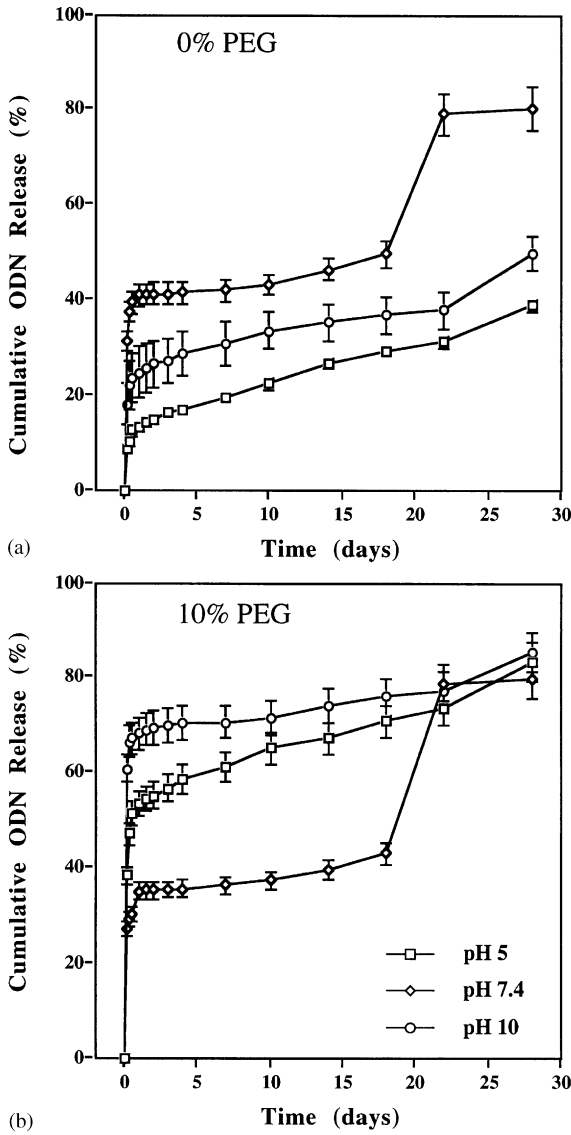 100
0% PEG
80
60
40
20
0
Cumulative ODN Release (%)
0 5 10 15 20 25 30
(a)
Time (days)
100
10% PEG
80
60
40
20
0
Cumulative ODN Release (%)
pH 5
pH 7.4
pH 10
0 5 10 15 20 25 30
(b)
Time (days)